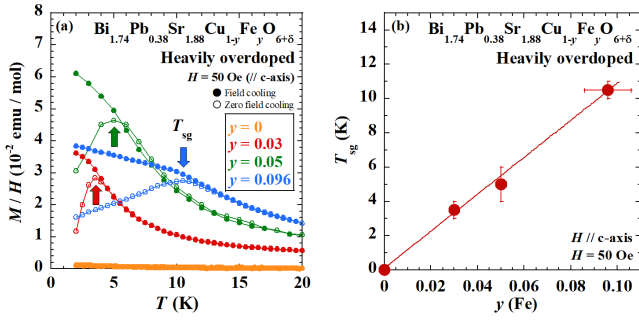 (a) Bi1.74Pb0.38Sr1.88Cu1-yFeyO6+δ
Heavily overdoped
H = 50 Oe (// c-axis)
Field cooling
Zero field cooling
Tsg
y = 0
y = 0.03
y = 0.05
y = 0.096
M / H (10-2 emu / mol)
7
6
5
4
3
2
1
0
0 5 10 15 20
T (K)
(b) Bi1.74Pb0.38Sr1.88Cu1-yFeyO6+δ
Heavily overdoped
Tsg (K)
14
12
10
8
6
4
2
0
H // c-axis
H = 50 Oe
0 0.02 0.04 0.06 0.08 0.10
y (Fe)